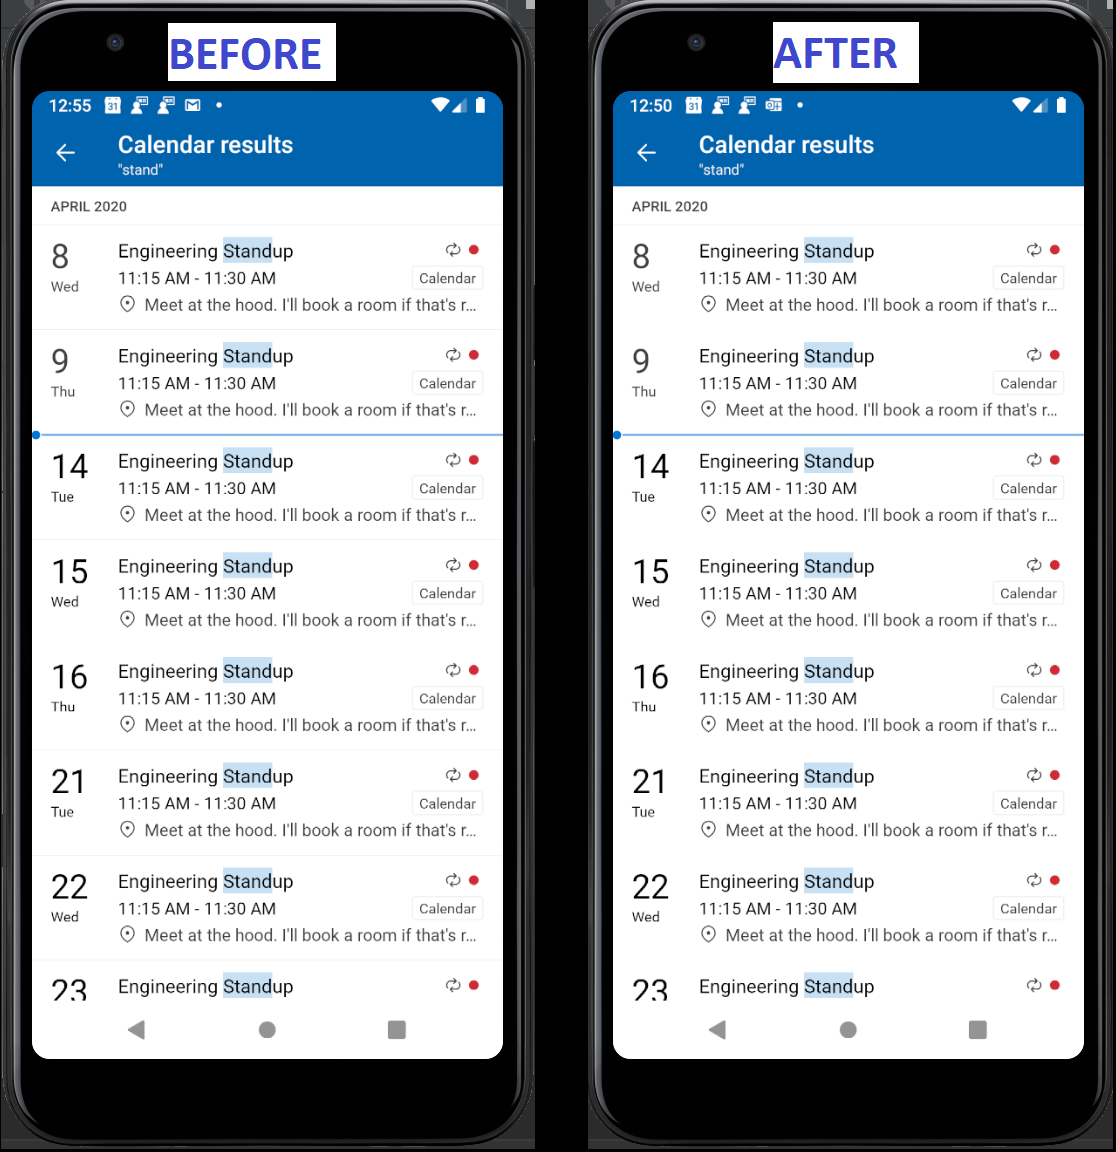 BEFORE
12:55
31
Calendar results
"stand"
APRIL 2020
8 Engineering Standup
Wed 11:15 AM - 11:30 AM Calendar
Meet at the hood. I'll book a room if that's r...
9 Engineering Standup
Thu 11:15 AM - 11:30 AM Calendar
Meet at the hood. I'll book a room if that's r...
14 Engineering Standup
Tue 11:15 AM - 11:30 AM Calendar
Meet at the hood. I'll book a room if that's r...
15 Engineering Standup
Wed 11:15 AM - 11:30 AM Calendar
Meet at the hood. I'll book a room if that's r...
16 Engineering Standup
Thu 11:15 AM - 11:30 AM Calendar
Meet at the hood. I'll book a room if that's r...
21 Engineering Standup
Tue 11:15 AM - 11:30 AM Calendar
Meet at the hood. I'll book a room if that's r...
22 Engineering Standup
Wed 11:15 AM - 11:30 AM Calendar
Meet at the hood. I'll book a room if that's r...
23 Engineering Standup
AFTER
12:50
31
Calendar results
"stand"
APRIL 2020
8 Engineering Standup
Wed 11:15 AM - 11:30 AM Calendar
Meet at the hood. I'll book a room if that's r...
9 Engineering Standup
Thu 11:15 AM - 11:30 AM Calendar
Meet at the hood. I'll book a room if that's r...
14 Engineering Standup
Tue 11:15 AM - 11:30 AM Calendar
Meet at the hood. I'll book a room if that's r...
15 Engineering Standup
Wed 11:15 AM - 11:30 AM Calendar
Meet at the hood. I'll book a room if that's r...
16 Engineering Standup
Thu 11:15 AM - 11:30 AM Calendar
Meet at the hood. I'll book a room if that's r...
21 Engineering Standup
Tue 11:15 AM - 11:30 AM Calendar
Meet at the hood. I'll book a room if that's r...
22 Engineering Standup
Wed 11:15 AM - 11:30 AM Calendar
Meet at the hood. I'll book a room if that's r...
23 Engineering Standup